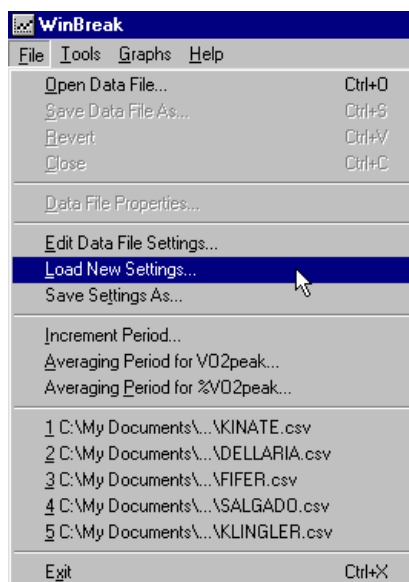 WinBreak
File Tools Graphs Help
Open Data File... Ctrl+O
Save Data File As... Ctrl+S
Revert Ctrl+V
Close Ctrl+C
Data File Properties...
Edit Data File Settings...
Load New Settings...
Save Settings As...
Increment Period...
Averaging Period for VO2peak...
Averaging Period for %VO2peak...
1 C:\My Documents\...\KINATE.csv
2 C:\My Documents\...\DELLARIA.csv
3 C:\My Documents\...\FIFER.csv
4 C:\My Documents\...\SALGADO.csv
5 C:\My Documents\...\KLINGLER.csv
Exit Ctrl+X